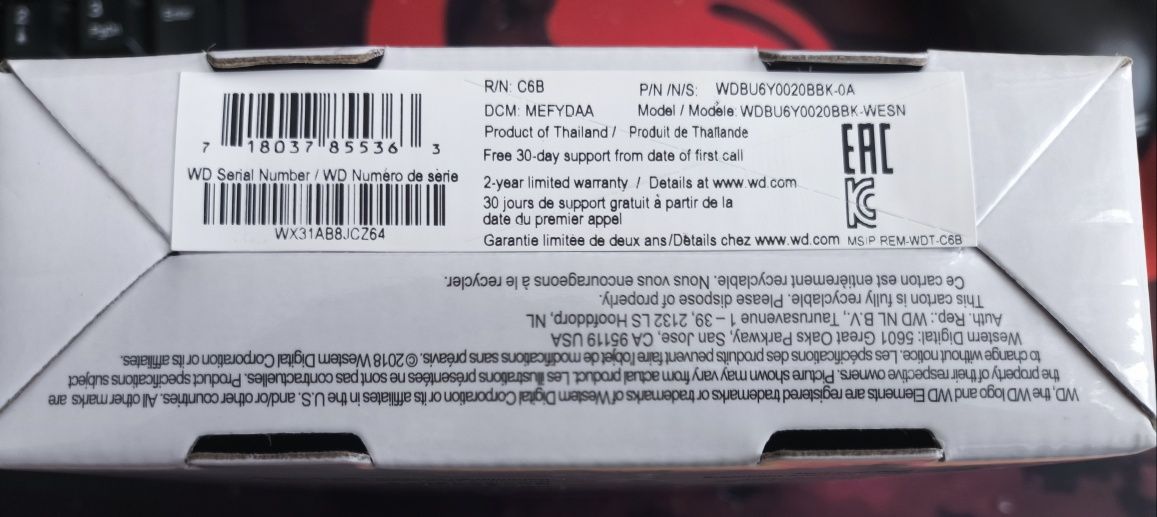 R/N: C6B
P/N /N/S: WDBU6Y0020BBK-0A
DCM: MEFYDAA
Model / Modèle: WDBU6Y0020BBK-WESN
Product of Thailand / Produit de Thaïlande
Free 30-day support from date of first call
2-year limited warranty / Details at www.wd.com
30 jours de support gratuit à partir de la
date du premier appel
Garantie limitée de deux ans/Détails chez www.wd.com
7 18037 85536 3
WD Serial Number / WD Numéro de série
WX31AB8JCZ64
EAC
MSIP REM-WDT-C6B
WD, the WD logo and WD Elements are registered trademarks or trademarks of Western Digital Corporation or its affiliates in the U.S. and/or other countries. All other marks are
the property of their respective owners. Picture shown may vary from actual product. Les illustrations présentées ne sont pas contractuelles. Product specifications subject
to change without notice. Les spécifications des produits peuvent faire l'objet de modifications sans préavis. © 2018 Western Digital Corporation or its affiliates.
Western Digital: 5601 Great Oaks Parkway, San Jose, CA 95119 USA
Auth. Rep.: WD NL B.V., Taurusavenue 1 – 39, 2132 LS Hoofddorp, NL
This carton is fully recyclable. Please dispose of properly.
Ce carton est entièrement recyclable. Nous vous encourageons à le recycler.